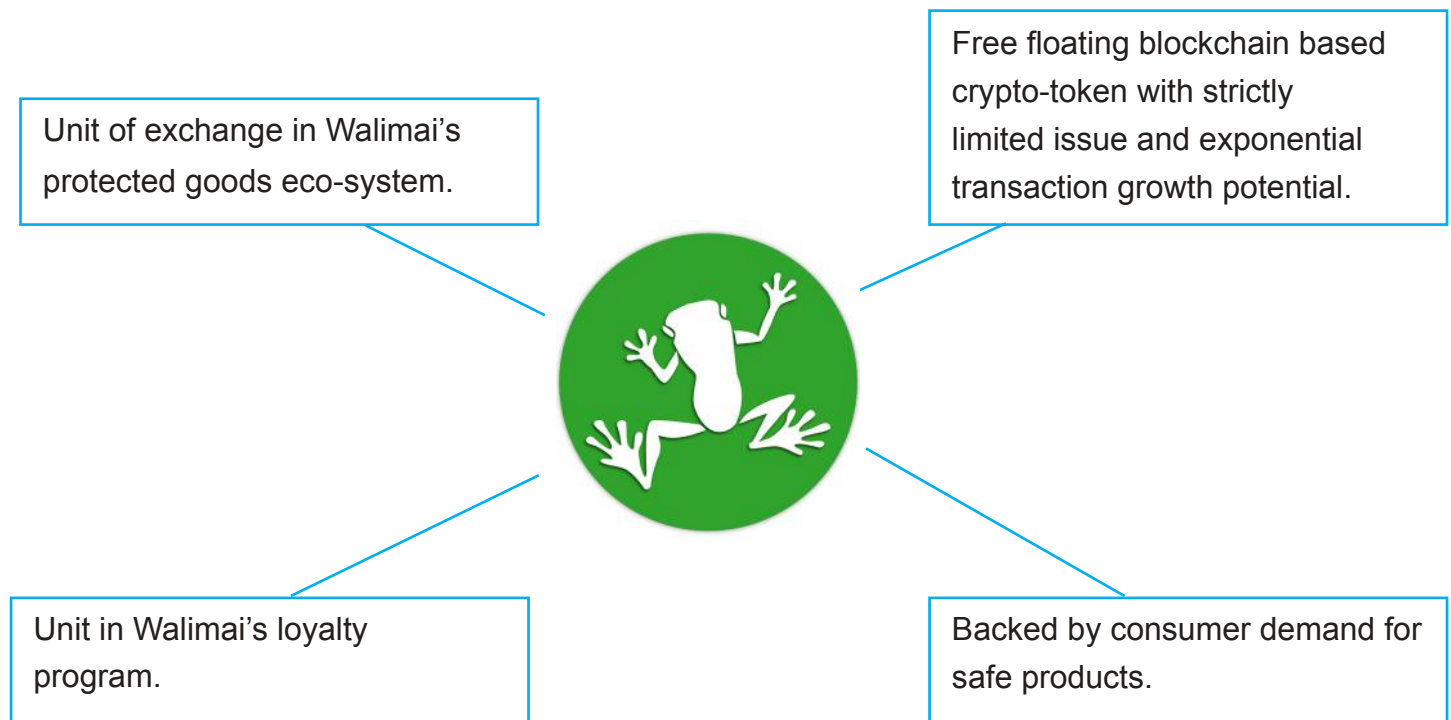 Unit of exchange in Walimai’s
protected goods eco-system.
Free floating blockchain based
crypto-token with strictly
limited issue and exponential
transaction growth potential.
Unit in Walimai’s loyalty
program.
Backed by consumer demand for
safe products.